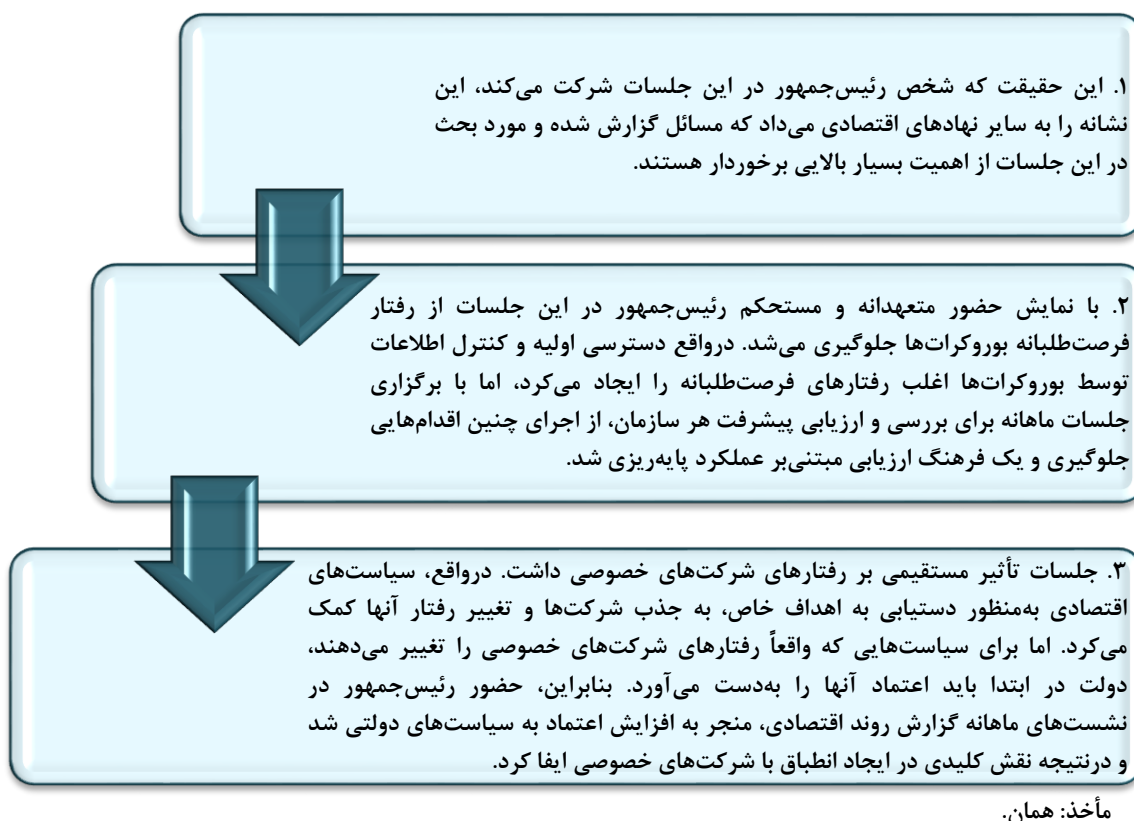 ۱. این حقیقت که شخص رئیس‌جمهور در این جلسات شرکت می‌کند، این
نشانه را به سایر نهادهای اقتصادی می‌داد که مسائل گزارش شده و مورد بحث
در این جلسات از اهمیت بسیار بالایی برخوردار هستند.
۲. با نمایش حضور متعهدانه و مستحکم رئیس‌جمهور در این جلسات از رفتار
فرصت‌طلبانه بوروکرات‌ها جلوگیری می‌شد. درواقع دسترسی اولیه و کنترل اطلاعات
توسط بوروکرات‌ها اغلب رفتارهای فرصت‌طلبانه را ایجاد می‌کرد، اما با برگزاری
جلسات ماهانه برای بررسی و ارزیابی پیشرفت هر سازمان، از اجرای چنین اقدام‌هایی
جلوگیری و یک فرهنگ ارزیابی مبتنی‌بر عملکرد پایه‌ریزی شد.
۳. جلسات تأثیر مستقیمی بر رفتارهای شرکت‌های خصوصی داشت. درواقع، سیاست‌های
اقتصادی به‌منظور دستیابی به اهداف خاص، به جذب شرکت‌ها و تغییر رفتار آنها کمک
می‌کرد. اما برای سیاست‌هایی که واقعاً رفتارهای شرکت‌های خصوصی را تغییر می‌دهند،
دولت در ابتدا باید اعتماد آنها را به‌دست می‌آورد. بنابراین، حضور رئیس‌جمهور در
نشست‌های ماهانه گزارش روند اقتصادی، منجر به افزایش اعتماد به سیاست‌های دولتی شد
و درنتیجه نقش کلیدی در ایجاد انطباق با شرکت‌های خصوصی ایفا کرد.
مأخذ: همان.